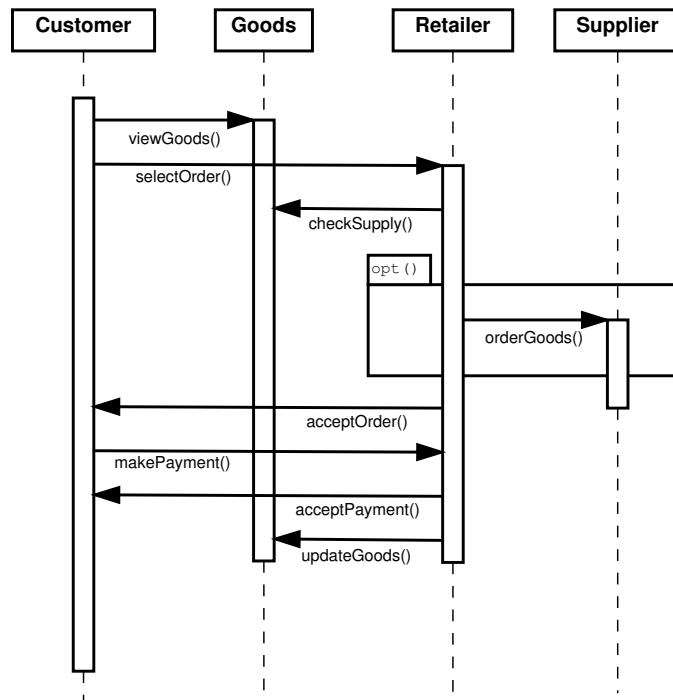 Customer
Goods
Retailer
Supplier
viewGoods()
selectOrder()
checkSupply()
opt ()
orderGoods()
acceptOrder()
makePayment()
acceptPayment()
updateGoods()